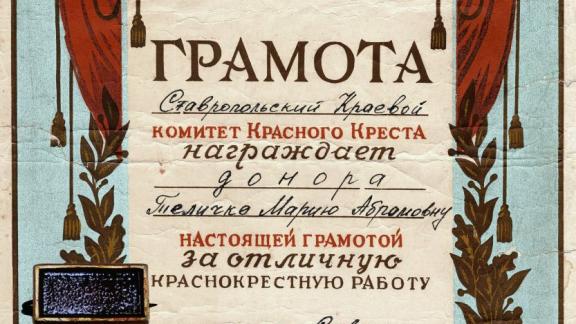 ГРАМОТА
Ставропольский Краевой
КОМИТЕТ КРАСНОГО КРЕСТА
награждает
донора
Теличко Марию Абрамовну
НАСТОЯЩЕЙ ГРАМОТОЙ
за отличную
КРАСНОКРЕСТНУЮ РАБОТУ